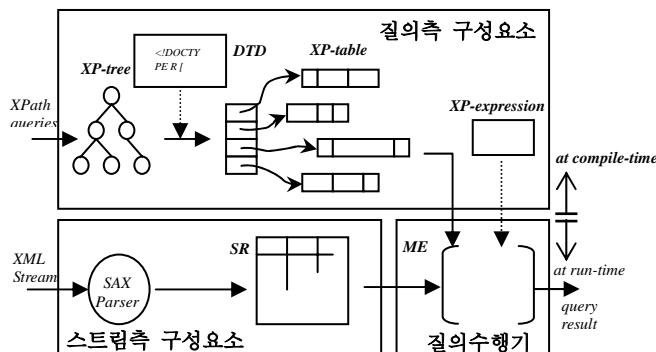 질의측 구성요소
<!DOCTY
PE R [
DTD
XP-table
XP-tree
XPath
queries
XP-expression
at compile-time
XML
Stream
SAX
Parser
SR
ME
at run-time
query
result
스트림측 구성요소
질의수행기